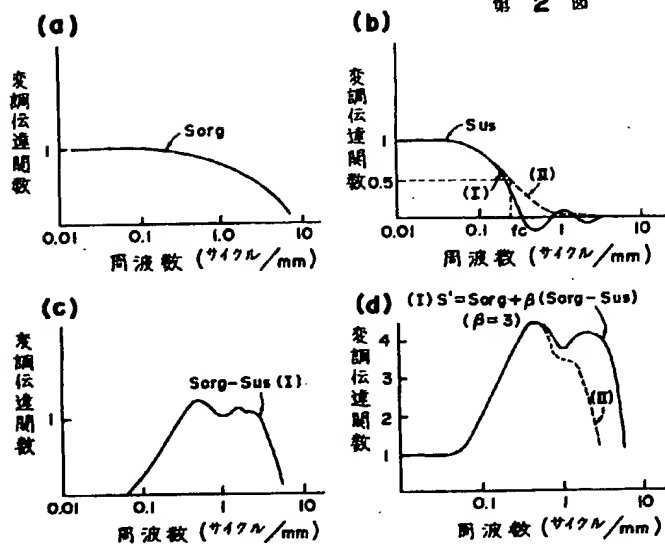 第 2 図
(a)
変調伝達関数
Sorg
1
0.01 0.1 1 10
周波数 (サイクル/mm)
(b)
変調伝達関数
Sus
1
0.5
(I)
(II)
0.01 0.1 fc 1 10
周波数 (サイクル/mm)
(c)
変調伝達関数
Sorg-Sus (I)
1
0.01 0.1 1 10
周波数 (サイクル/mm)
(d)
(I) S'=Sorg+β(Sorg-Sus)
(β=3)
変調伝達関数
4
3
2
1
(II)
0.1 1 10
周波数 (サイクル/mm)